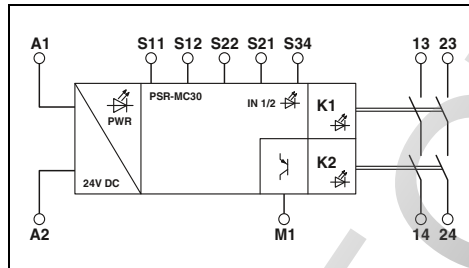 A1 S11 S12 S22 S21 S34 13 23
PSR-MC30 IN 1/2 K1
PWR
K2
24V DC
A2 M1 14 24